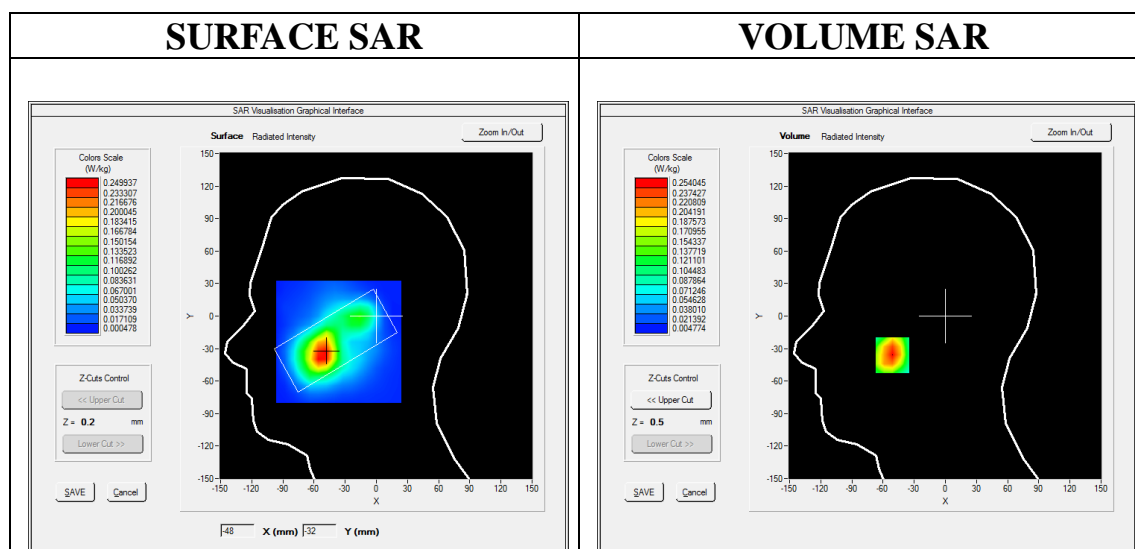 SURFACE SAR
VOLUME SAR
SAR Visualisation Graphical Interface
Surface Radiated Intensity
Zoom In/Out
Colors Scale
(W/kg)
0.249937
0.233307
0.216676
0.200045
0.183415
0.166784
0.150154
0.133523
0.116892
0.100262
0.083631
0.067001
0.050370
0.033739
0.017109
0.000478
Z-Cuts Control
<< Upper Cut
Z = 0.2 mm
Lower Cut >>
SAVE Cancel
150
120
90
60
30
0
-30
-60
-90
-120
-150
Y
-150 -120 -90 -60 -30 0 30 60 90 120 150
X
-48 X (mm) -32 Y (mm)
SAR Visualisation Graphical Interface
Volume Radiated Intensity
Zoom In/Out
Colors Scale
(W/kg)
0.254045
0.237427
0.220809
0.204191
0.187573
0.170955
0.154337
0.137719
0.121101
0.104483
0.087864
0.071246
0.054628
0.038010
0.021392
0.004774
Z-Cuts Control
<< Upper Cut
Z = 0.5 mm
Lower Cut >>
SAVE Cancel
150
120
90
60
30
0
-30
-60
-90
-120
-150
Y
-150 -120 -90 -60 -30 0 30 60 90 120 150
X